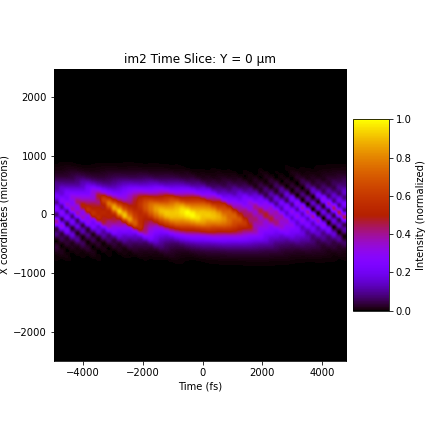 im2 Time Slice: Y = 0 μm
X coordinates (microns)
2000
1000
0
−1000
−2000
−4000 −2000 0 2000 4000
Time (fs)
1.0
0.8
0.6
0.4
0.2
0.0
Intensity (normalized)